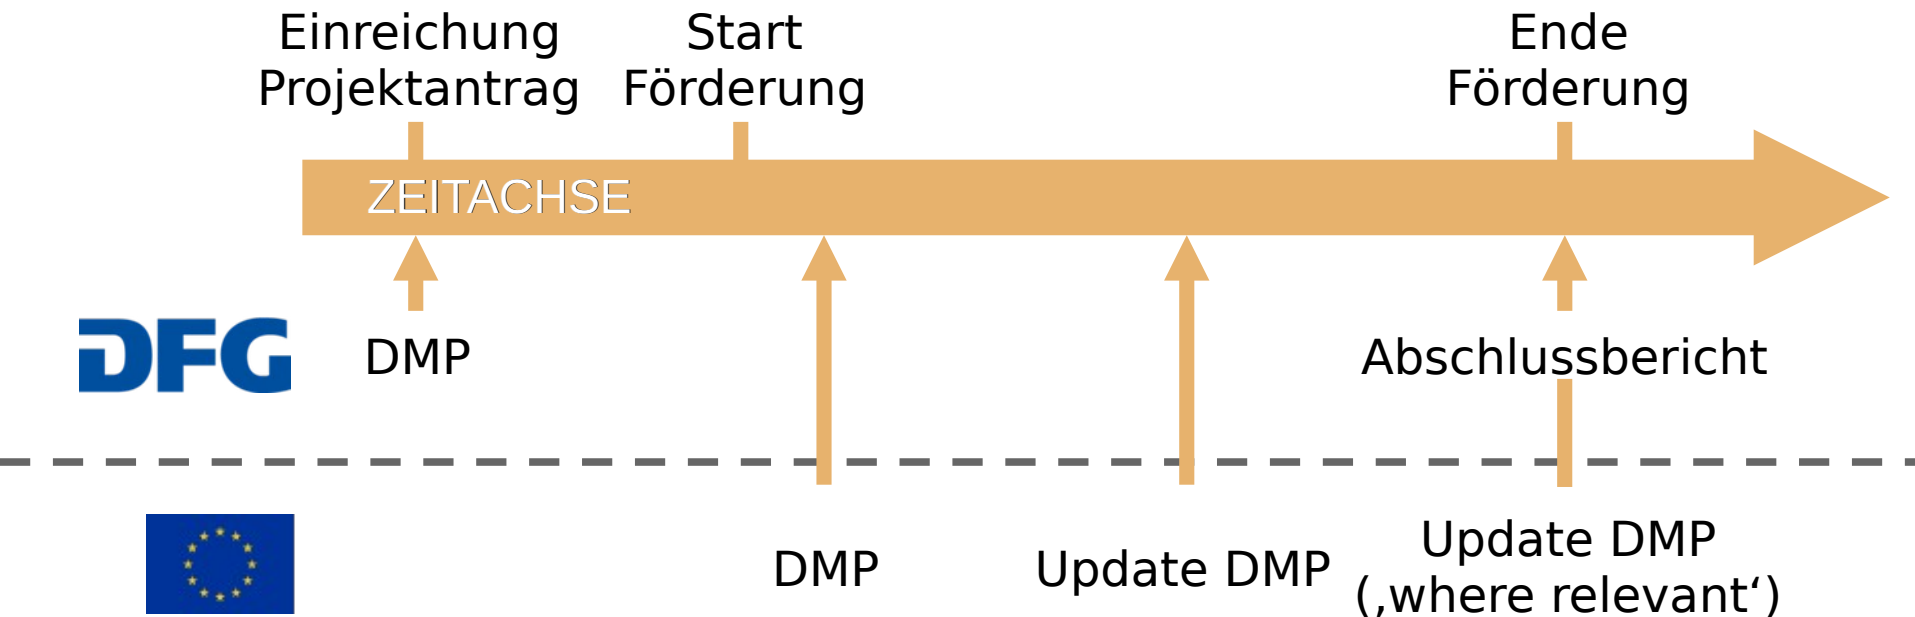 Einreichung
Projektantrag
Start
Förderung
Ende
Förderung
ZEITACHSE
DFG
DMP
Abschlussbericht
DMP
Update DMP
Update DMP
(‚where relevant‘)